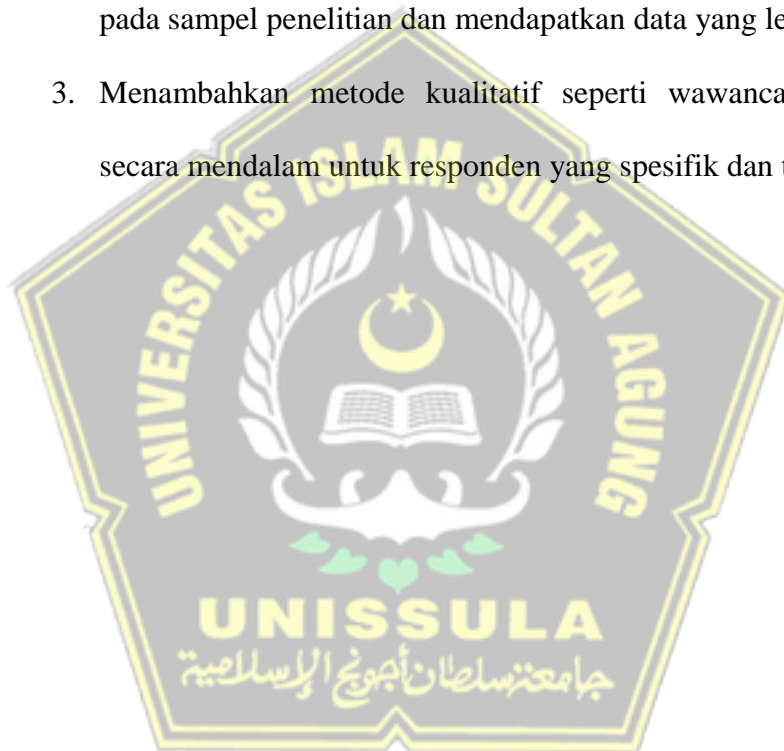 pada sampel penelitian dan mendapatkan data yang le
3. Menambahkan metode kualitatif seperti wawanca
secara mendalam untuk responden yang spesifik dan t
UNIVERSITAS ISLAM SULTAN AGUNG
UNISSULA
جامعة سلطان أجونج الإسلامية